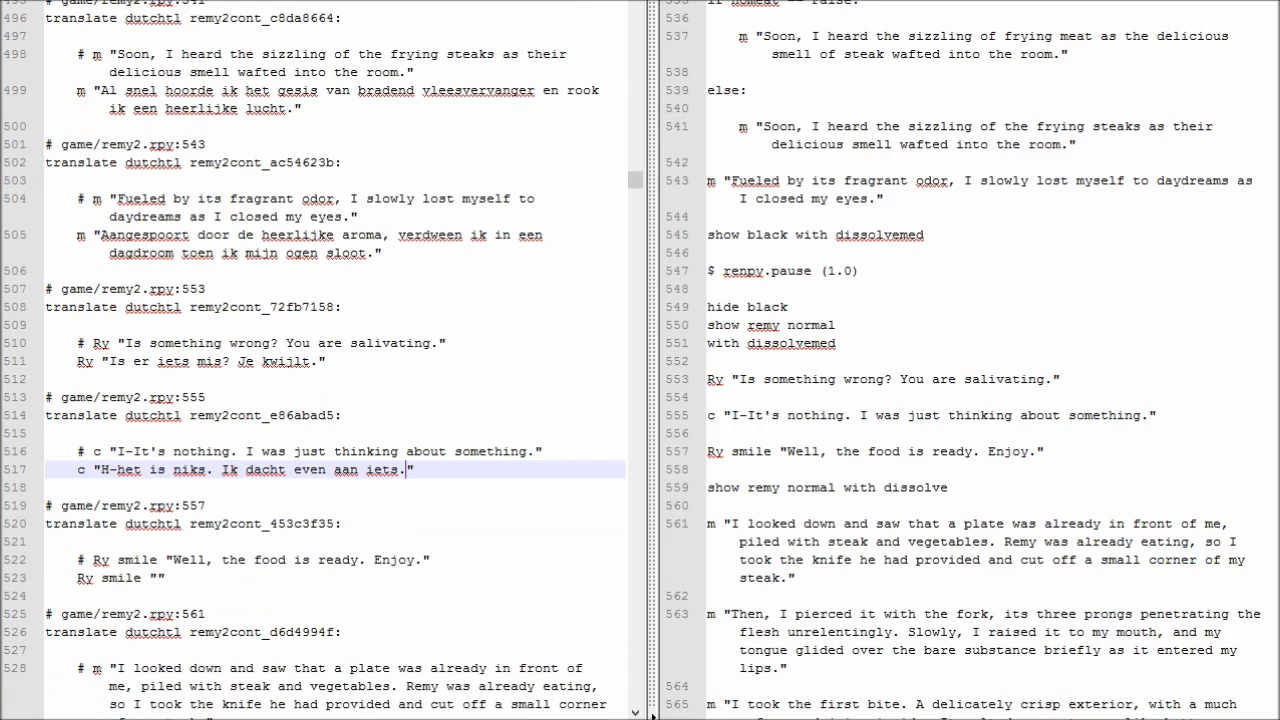 # game/remy2.rpy:541
496 translate dutchtl remy2cont_c8da8664:
497
498 # m "Soon, I heard the sizzling of the frying steaks as their
delicious smell wafted into the room."
499 m "Al snel hoorde ik het gesis van bradend vleesvervanger en rook
ik een heerlijke lucht."
500
501 # game/remy2.rpy:543
502 translate dutchtl remy2cont_ac54623b:
503
504 # m "Fueled by its fragrant odor, I slowly lost myself to
daydreams as I closed my eyes."
505 m "Aangespoort door de heerlijke aroma, verdween ik in een
dagdroom toen ik mijn ogen sloot."
506
507 # game/remy2.rpy:553
508 translate dutchtl remy2cont_72fb7158:
509
510 # Ry "Is something wrong? You are salivating."
511 Ry "Is er iets mis? Je kwijlt."
512
513 # game/remy2.rpy:555
514 translate dutchtl remy2cont_e86abad5:
515
516 # c "I-It's nothing. I was just thinking about something."
517 c "H-het is niks. Ik dacht even aan iets."
518
519 # game/remy2.rpy:557
520 translate dutchtl remy2cont_453c3f35:
521
522 # Ry smile "Well, the food is ready. Enjoy."
523 Ry smile ""
524
525 # game/remy2.rpy:561
526 translate dutchtl remy2cont_d6d4994f:
527
528 # m "I looked down and saw that a plate was already in front of
me, piled with steak and vegetables. Remy was already eating,
so I took the knife he had provided and cut off a small corner
536
537 m "Soon, I heard the sizzling of frying meat as the delicious
smell of steak wafted into the room."
538
539 else:
540
541 m "Soon, I heard the sizzling of the frying steaks as their
delicious smell wafted into the room."
542
543 m "Fueled by its fragrant odor, I slowly lost myself to daydreams as
I closed my eyes."
544
545 show black with dissolvemed
546
547 $ renpy.pause (1.0)
548
549 hide black
550 show remy normal
551 with dissolvemed
552
553 Ry "Is something wrong? You are salivating."
554
555 c "I-It's nothing. I was just thinking about something."
556
557 Ry smile "Well, the food is ready. Enjoy."
558
559 show remy normal with dissolve
560
561 m "I looked down and saw that a plate was already in front of me,
piled with steak and vegetables. Remy was already eating, so I
took the knife he had provided and cut off a small corner of my
steak."
562
563 m "Then, I pierced it with the fork, its three prongs penetrating the
flesh unrelentingly. Slowly, I raised it to my mouth, and my
tongue glided over the bare substance briefly as it entered my
lips."
564
565 m "I took the first bite. A delicately crisp exterior, with a much